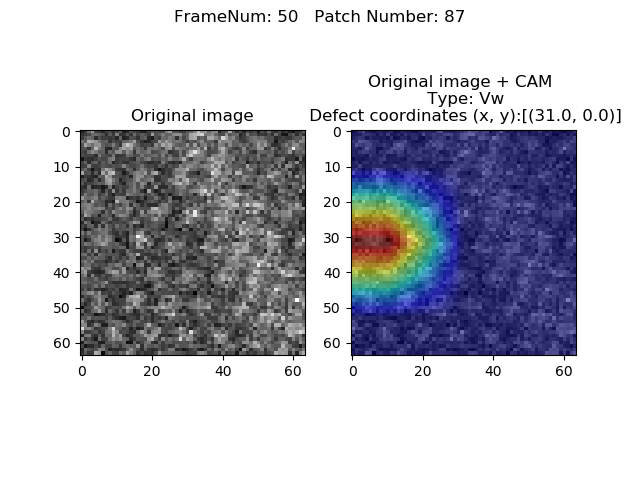 FrameNum: 50   Patch Number: 87
Original image
Original image + CAM
Type: Vw
Defect coordinates (x, y):[(31.0, 0.0)]
0
10
20
30
40
50
60
0 20 40 60
0
10
20
30
40
50
60
0 20 40 60